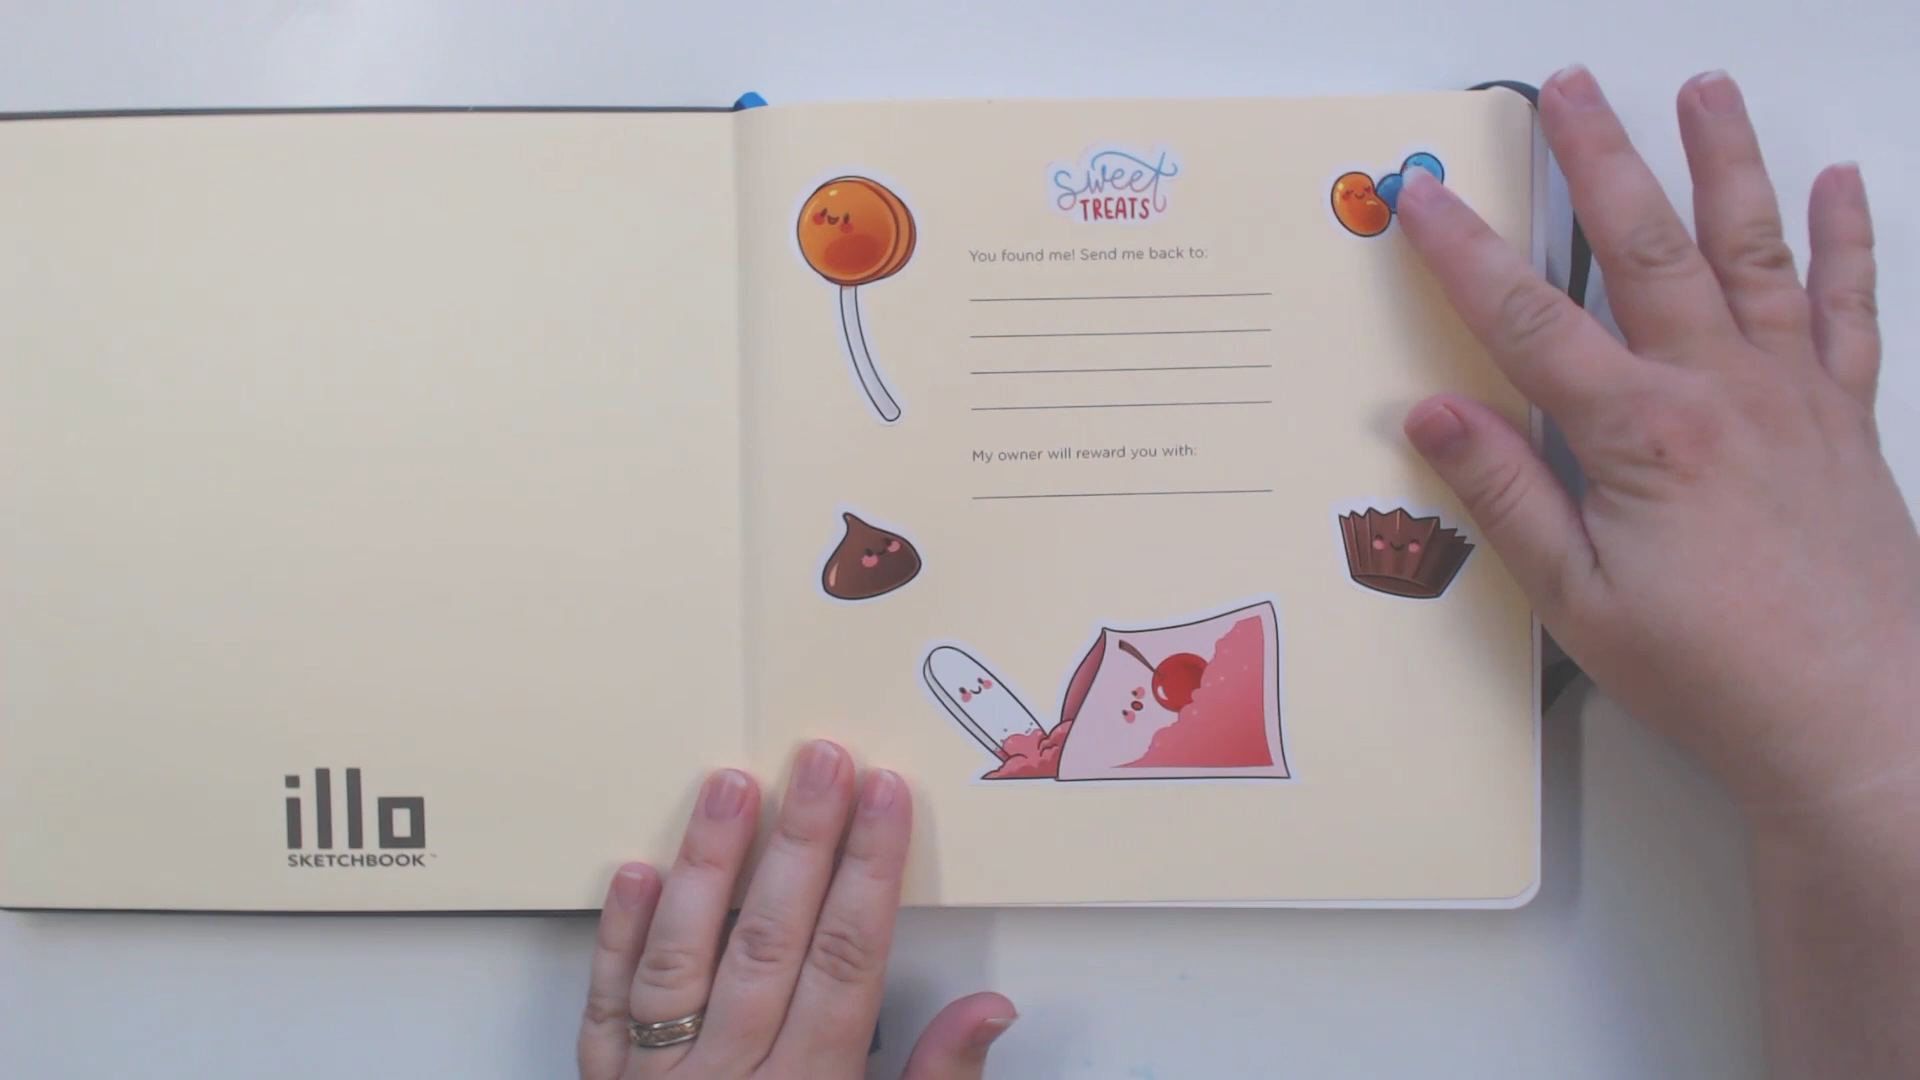 sweet
TREATS
You found me! Send me back to:
My owner will reward you with:
illo
SKETCHBOOK™